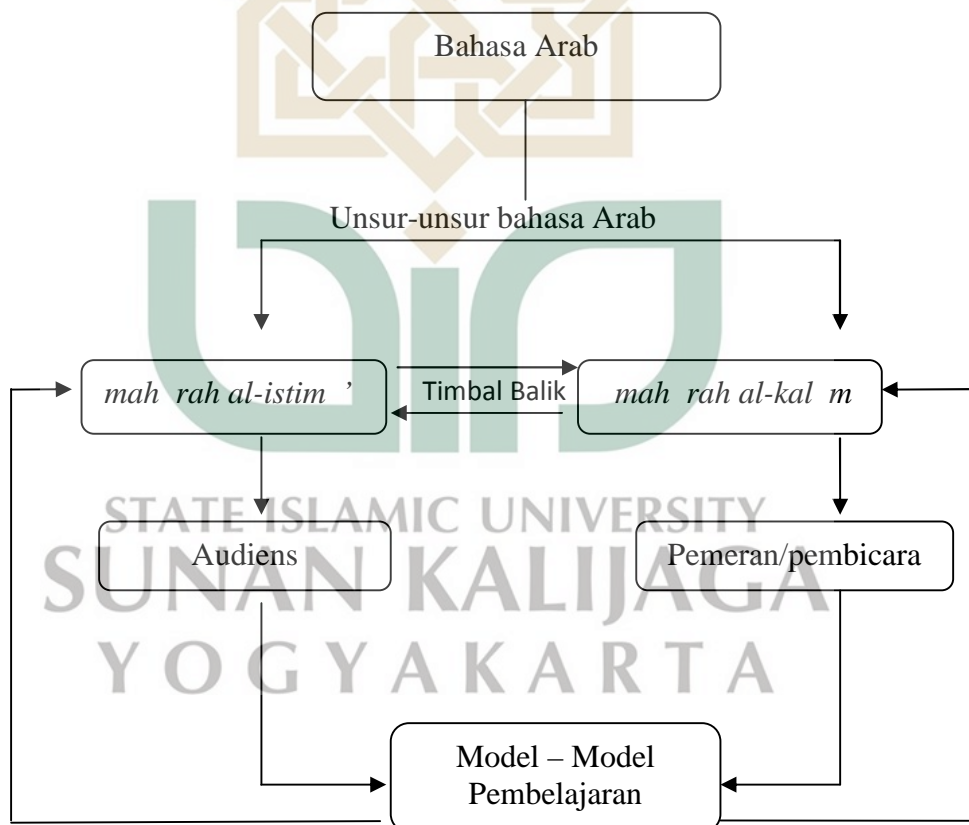 Bahasa Arab
Unsur-unsur bahasa Arab
mah rah al-istim ’
Timbal Balik
mah rah al-kal m
STATE ISLAMIC UNIVERSITY
Audiens
Pemeran/pembicara
SUNAN KALIJAGA
YOGYAKARTA
Model – Model
Pembelajaran